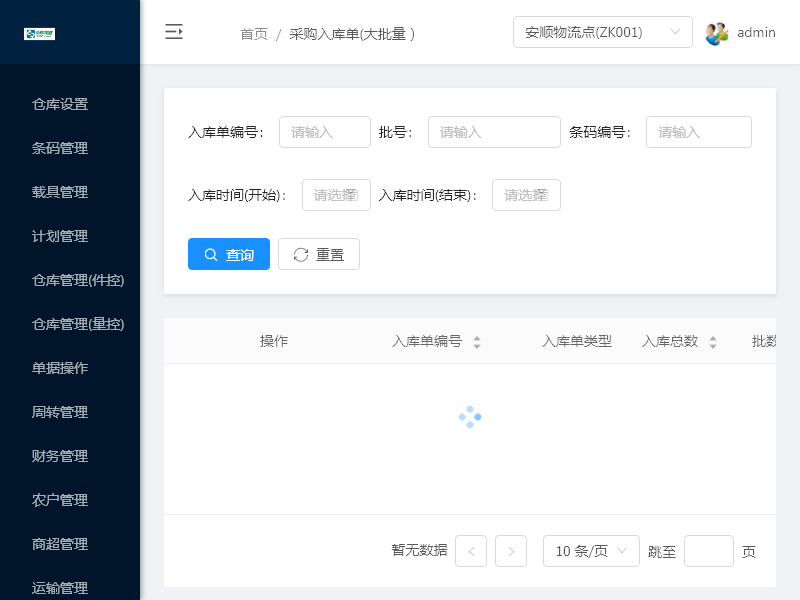 首页 / 采购入库单(大批量 )
安顺物流点(ZK001)
admin
仓库设置
条码管理
载具管理
计划管理
仓库管理(件控)
仓库管理(量控)
单据操作
周转管理
财务管理
农户管理
商超管理
运输管理
入库单编号: 请输入 批号: 请输入 条码编号: 请输入
入库时间(开始): 请选择 入库时间(结束): 请选择
查询 重置
操作 入库单编号 入库单类型 入库总数 批数
暂无数据 < > 10 条/页 跳至 页